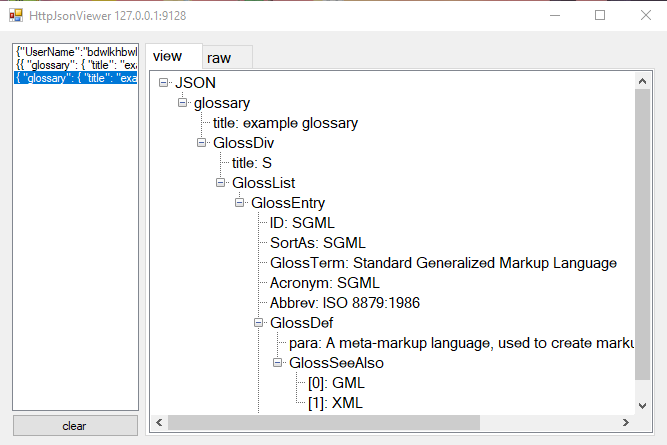 HttpJsonViewer 127.0.0.1:9128
{"UserName":"bdwlkhbwl
{{ "glossary": { "title": "exa
{ "glossary": { "title": "exa
clear
view
raw
JSON
glossary
title: example glossary
GlossDiv
title: S
GlossList
GlossEntry
ID: SGML
SortAs: SGML
GlossTerm: Standard Generalized Markup Language
Acronym: SGML
Abbrev: ISO 8879:1986
GlossDef
para: A meta-markup language, used to create marku
GlossSeeAlso
[0]: GML
[1]: XML